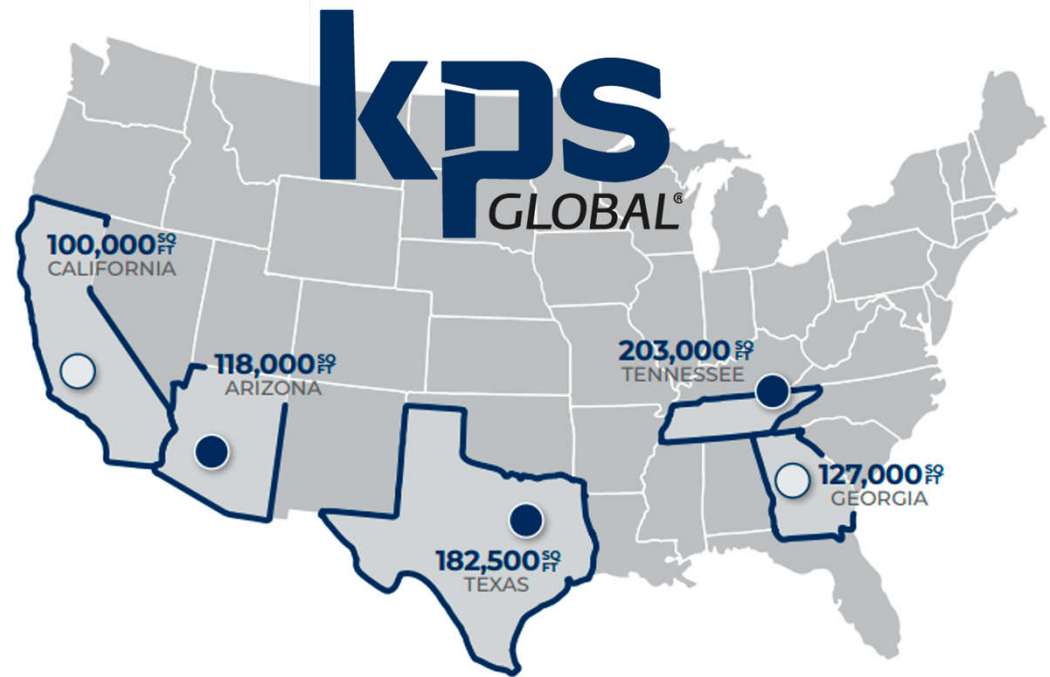 kps
GLOBAL®
100,000 SQ FT
CALIFORNIA
118,000 SQ FT
ARIZONA
203,000 SQ FT
TENNESSEE
127,000 SQ FT
GEORGIA
182,500 SQ FT
TEXAS